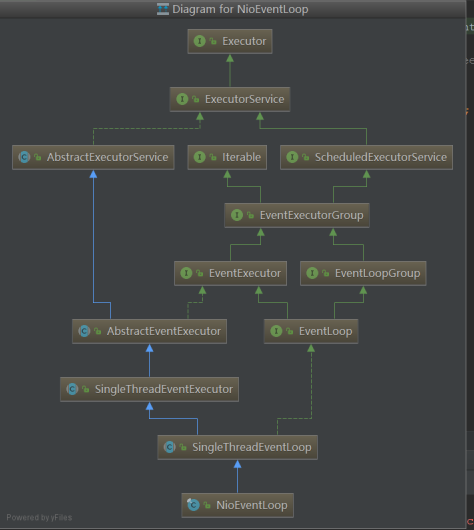 Diagram for NioEventLoop
I Executor
I ExecutorService
C AbstractExecutorService
I Iterable
I ScheduledExecutorService
I EventExecutorGroup
I EventExecutor
I EventLoopGroup
C AbstractEventExecutor
I EventLoop
C SingleThreadEventExecutor
C SingleThreadEventLoop
C NioEventLoop
Powered by yFiles